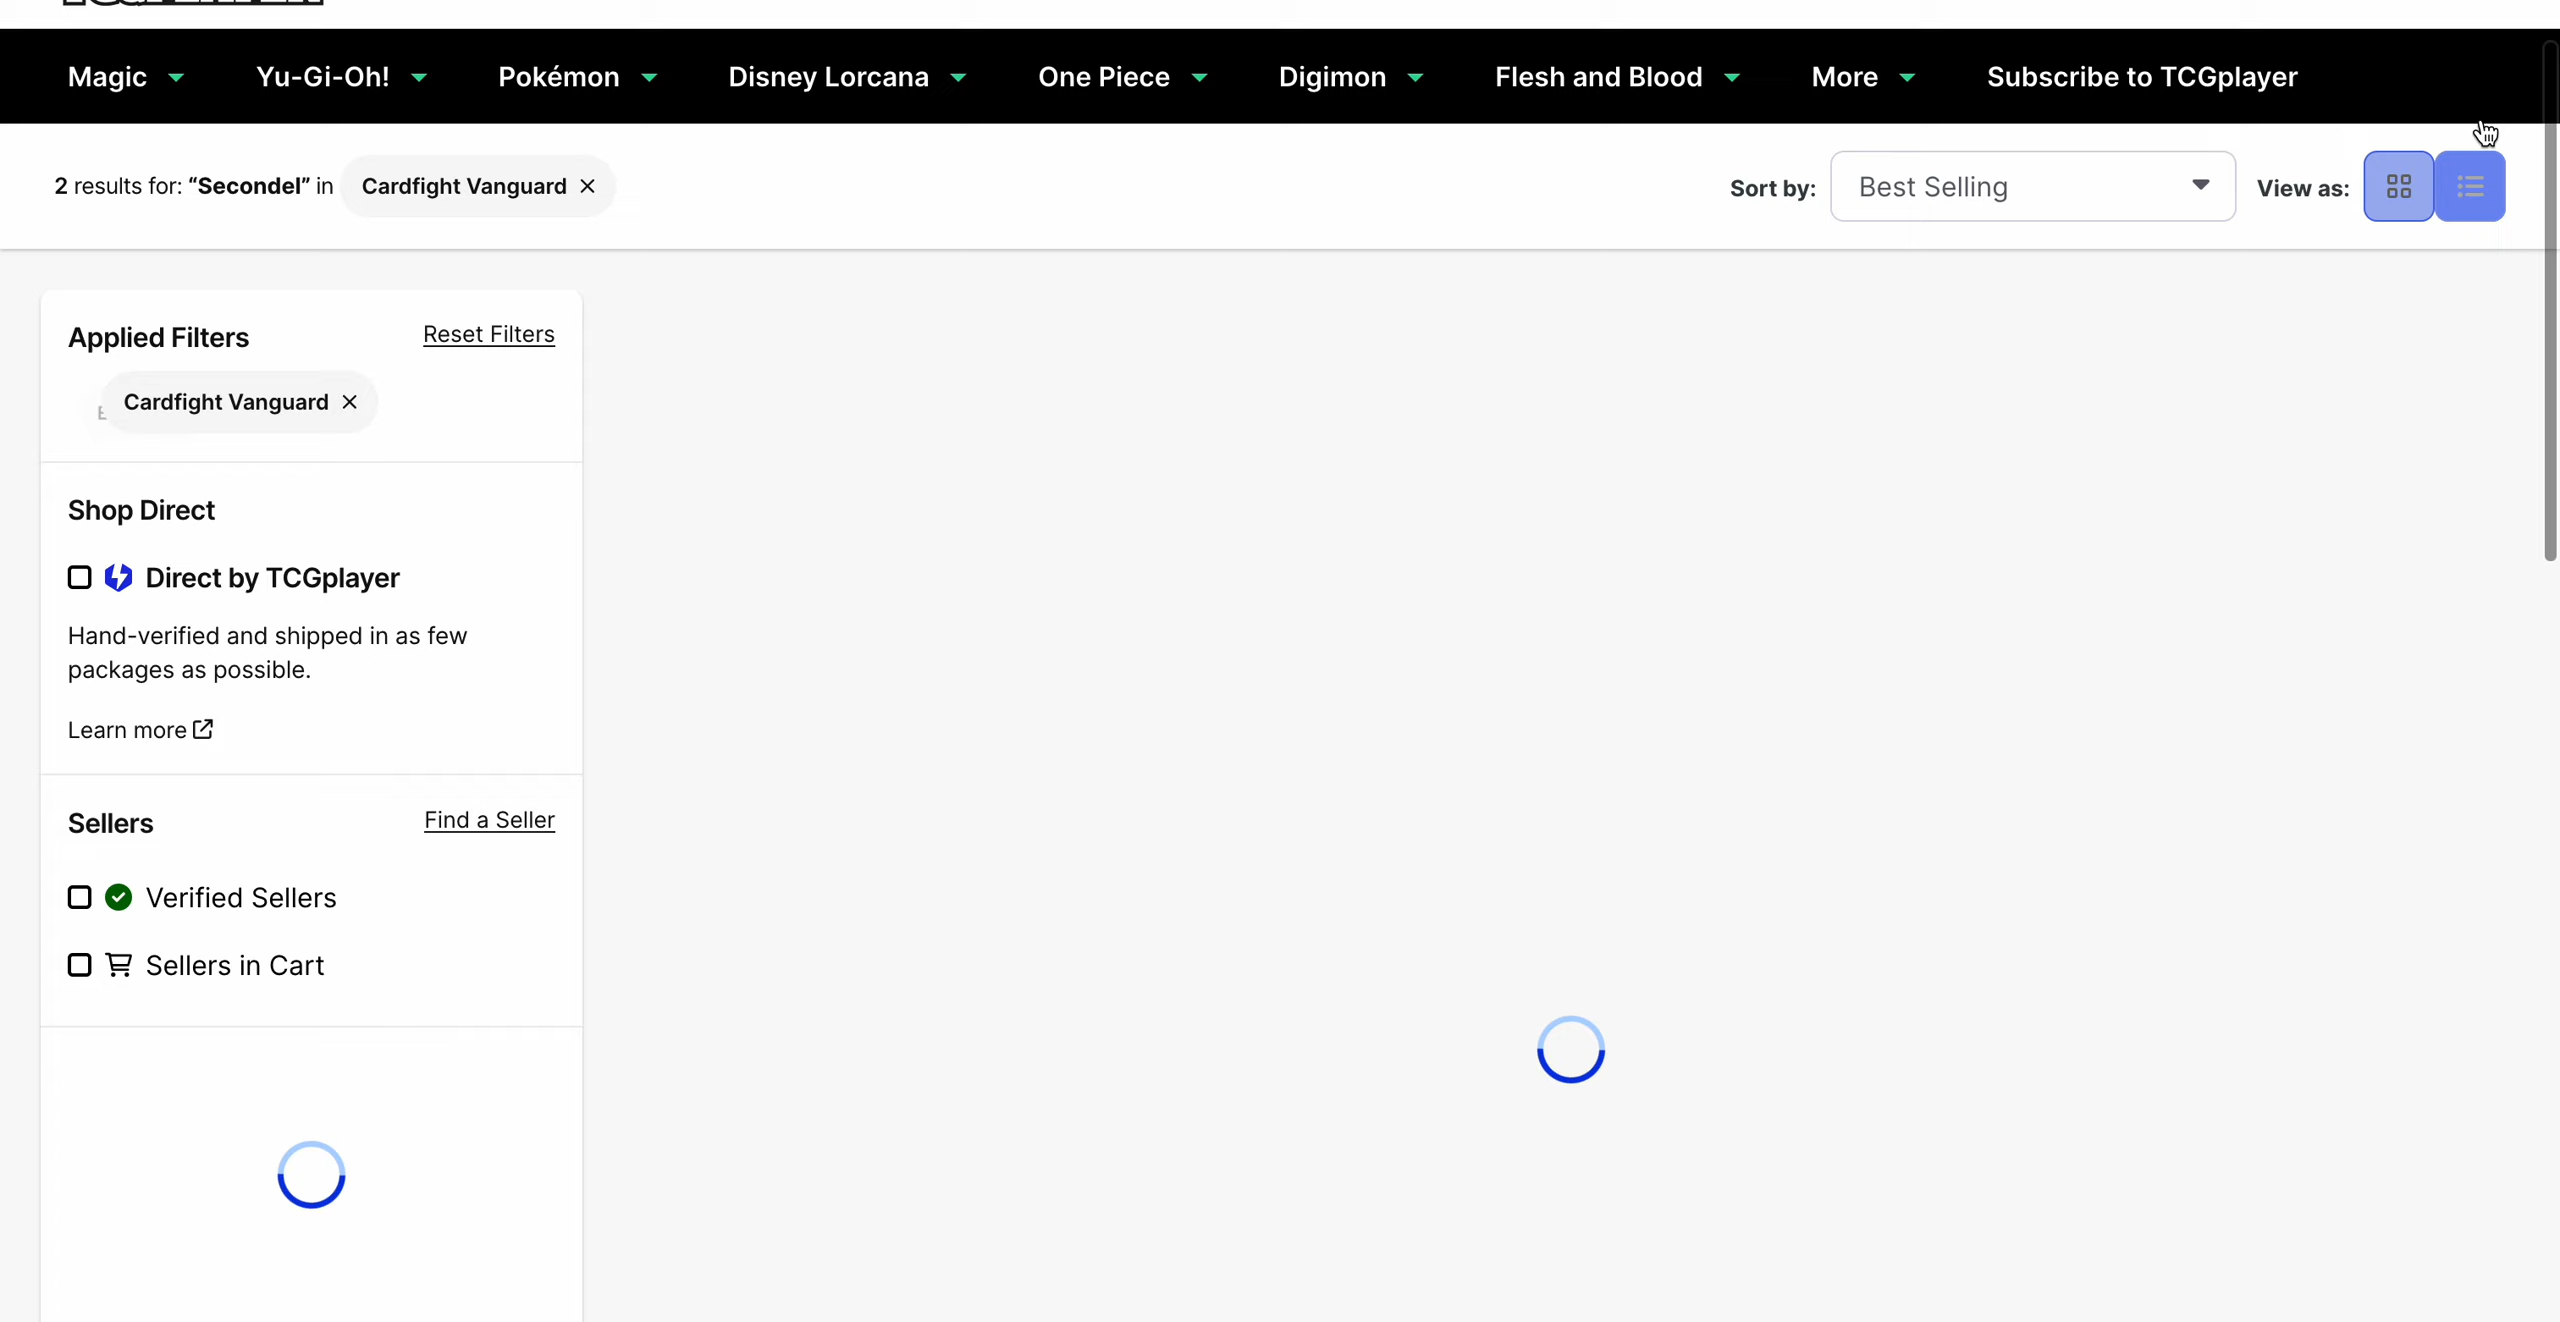 Magic Yu-Gi-Oh! Pokémon Disney Lorcana One Piece Digimon Flesh and Blood More Subscribe to TCGplayer
2 results for: “Secondel” in Cardfight Vanguard Sort by: Best Selling View as:
Applied Filters Reset Filters
Cardfight Vanguard
Shop Direct
Direct by TCGplayer
Hand-verified and shipped in as few
packages as possible.
Learn more
Sellers Find a Seller
Verified Sellers
Sellers in Cart